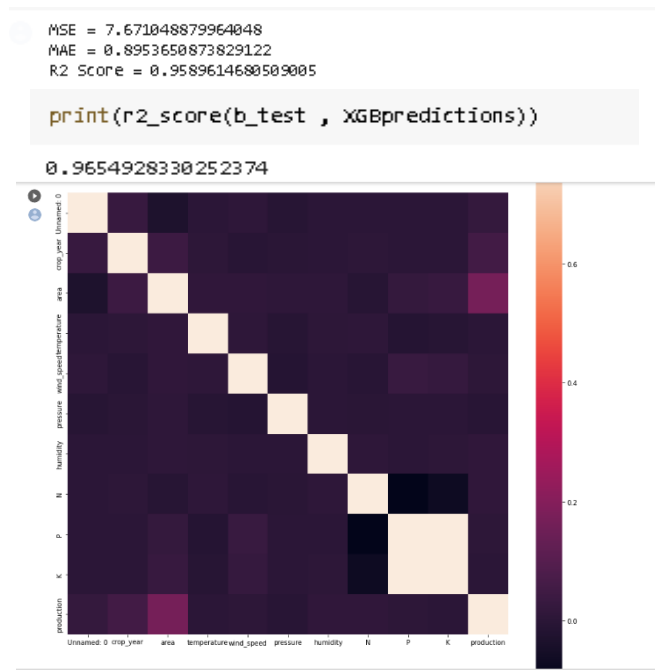 MSE = 7.671048879964048
MAE = 0.8953650873829122
R2 Score = 0.9589614680509005
print(r2_score(b_test , XGBpredictions))
0.9654928330252374
Unnamed: 0
crop_year
area
temperature
wind_speed
pressure
humidity
N
P
K
production
0.6
0.4
0.2
0.0
Unnamed: 0 crop_year area temperature wind_speed pressure humidity N P K production